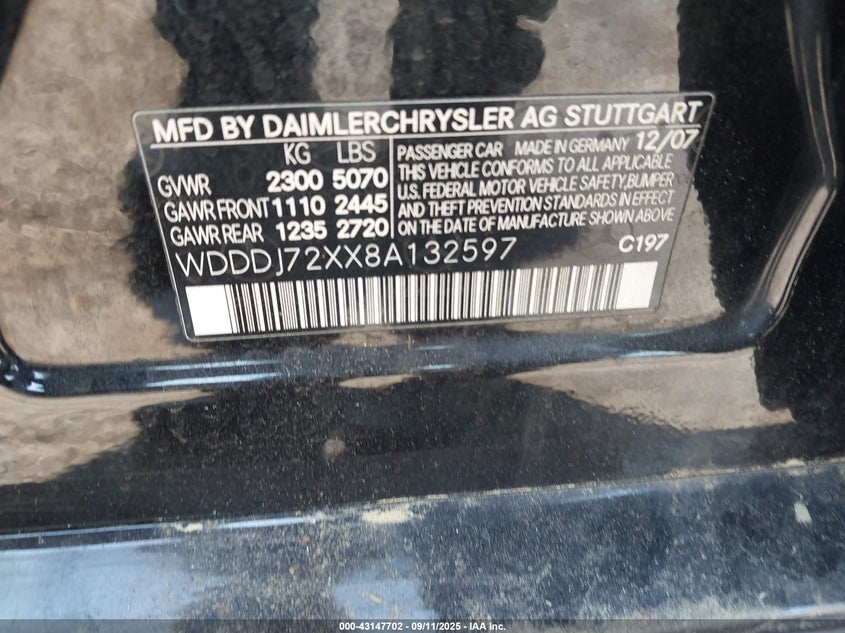 MFD BY DAIMLERCHRYSLER AG STUTTGART
KG LBS
GVWR 2300 5070
GAWR FRONT 1110 2445
GAWR REAR 1235 2720
PASSENGER CAR MADE IN GERMANY 12/07
THIS VEHICLE CONFORMS TO ALL APPLICABLE
U.S. FEDERAL MOTOR VEHICLE SAFETY,BUMPER
AND THEFT PREVENTION STANDARDS IN EFFECT
ON THE DATE OF MANUFACTURE SHOWN ABOVE
WDDDJ72XX8A132597
C197
000-43147702 - 09/11/2025 - IAA Inc.